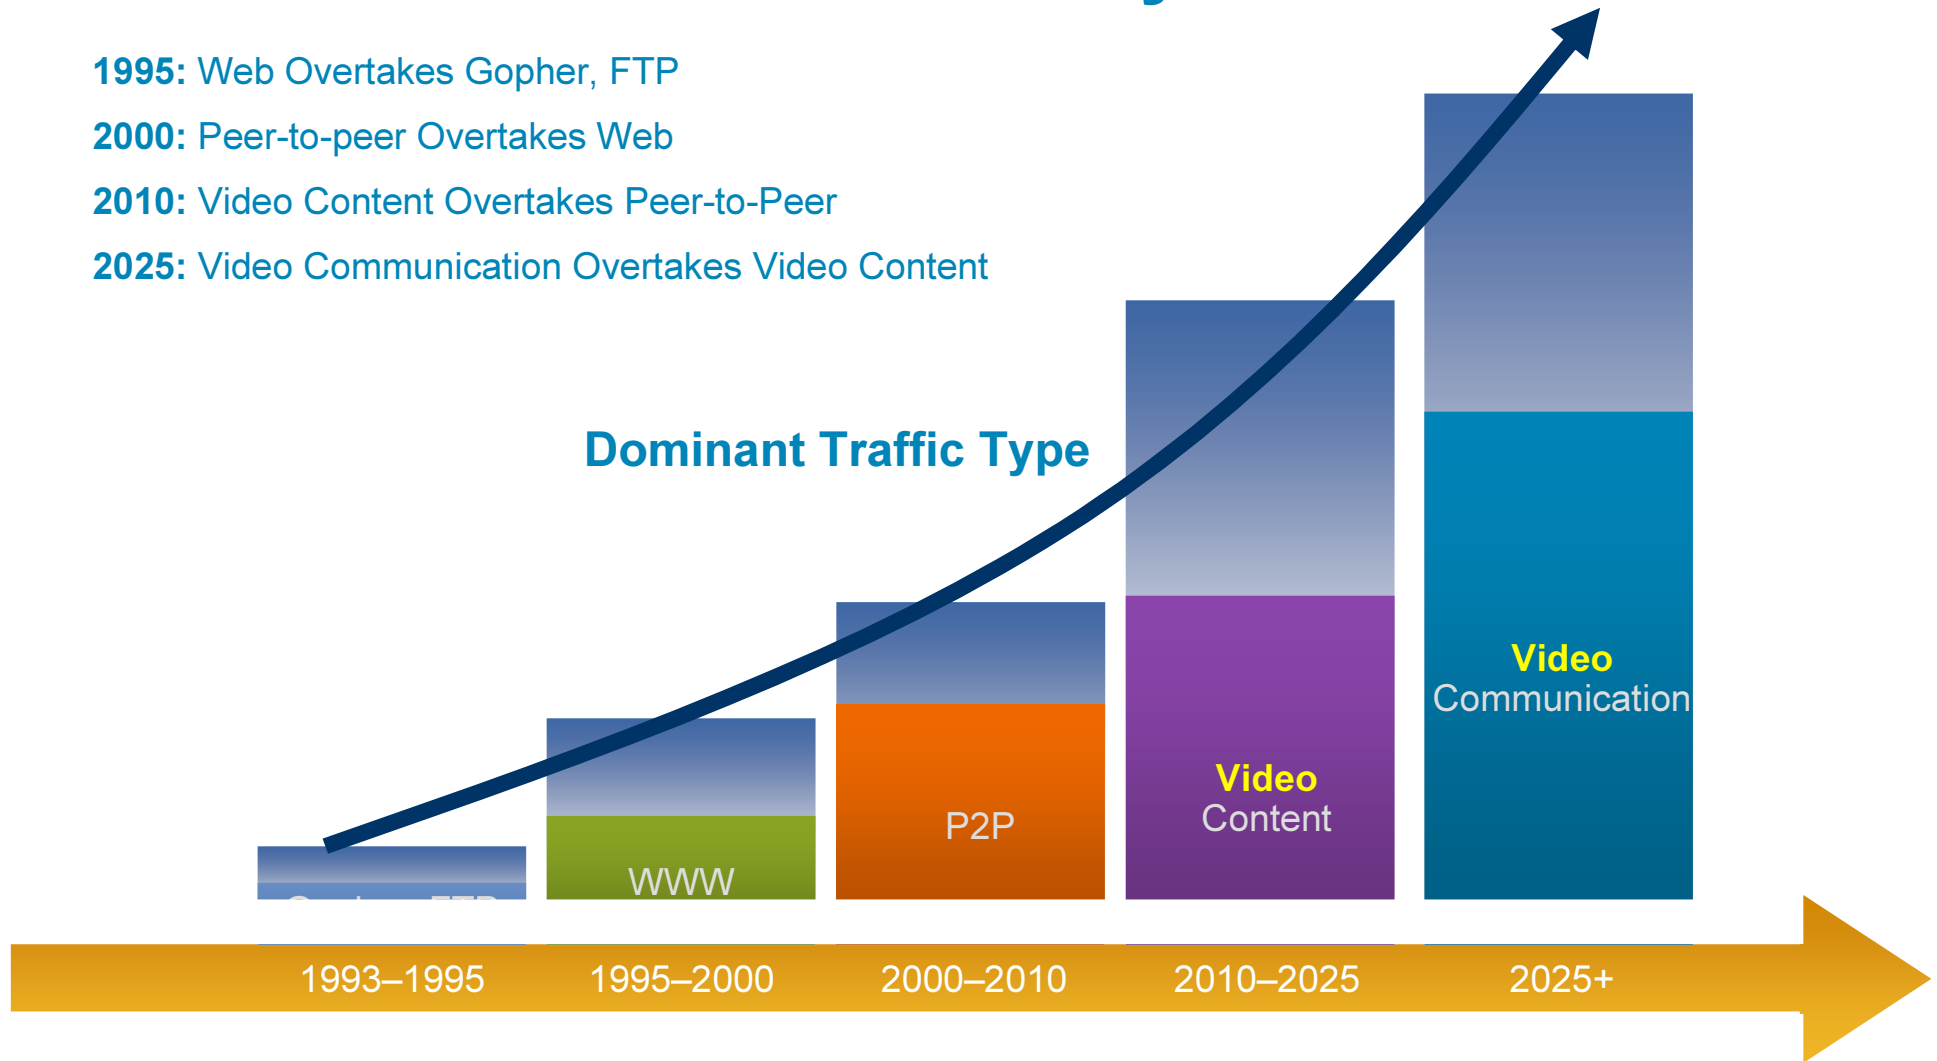 1995: Web Overtakes Gopher, FTP
2000: Peer-to-peer Overtakes Web
2010: Video Content Overtakes Peer-to-Peer
2025: Video Communication Overtakes Video Content
Dominant Traffic Type
Video
Communication
Video
Content
P2P
WWW
1993–1995
1995–2000
2000–2010
2010–2025
2025+